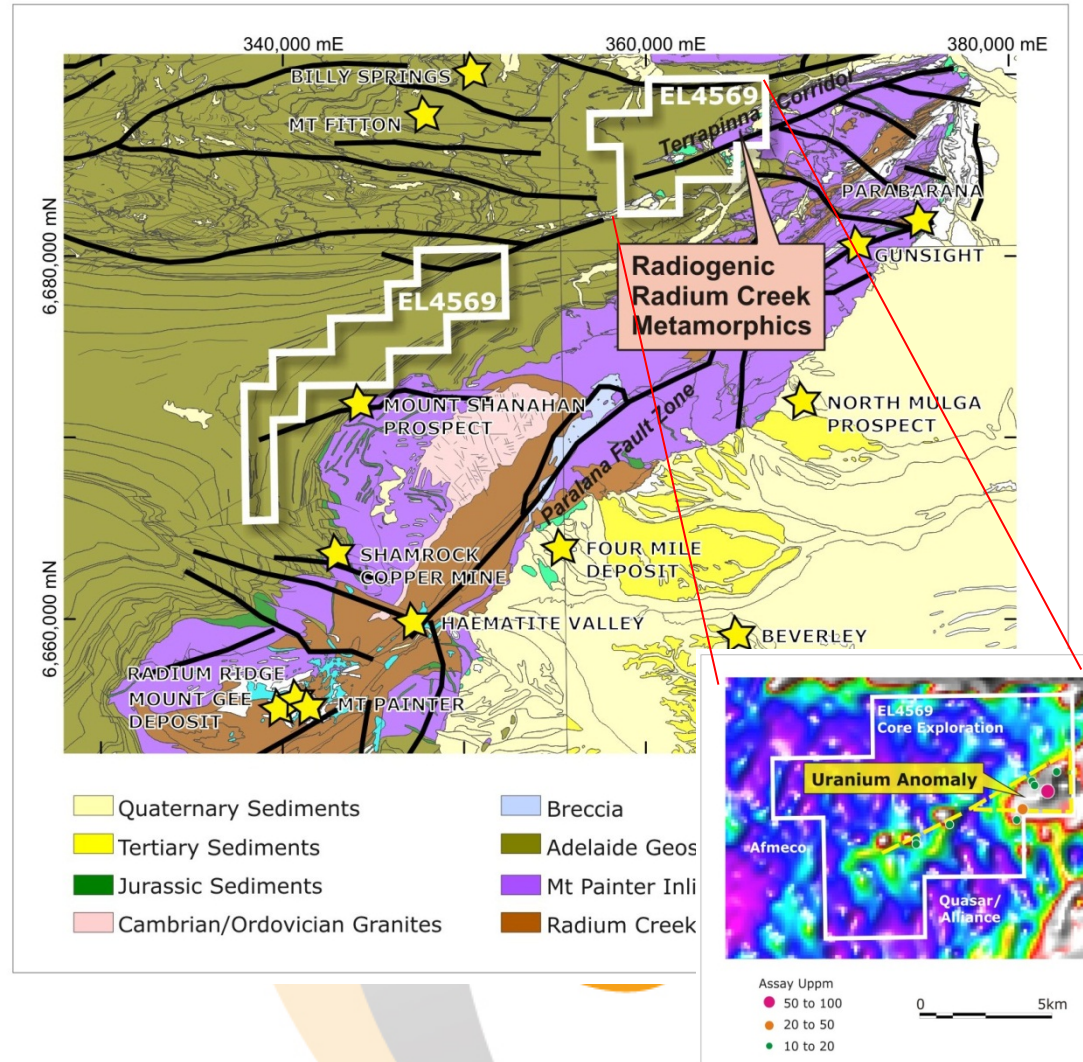 340,000 mE
360,000 mE
380,000 mE
BILLY SPRINGS
EL4569
MT FITTON
Terrapinna Corridor
PARABARANA
6,680,000 mN
GUNSIGHT
Radiogenic
Radium Creek
Metamorphics
EL4569
MOUNT SHANAHAN
PROSPECT
NORTH MULGA
PROSPECT
Paralana Fault Zone
SHAMROCK
COPPER MINE
FOUR MILE
DEPOSIT
6,660,000 mN
HAEMATITE VALLEY
BEVERLEY
RADIUM RIDGE
MOUNT GEE
DEPOSIT
MT PAINTER
Quaternary Sediments
Tertiary Sediments
Jurassic Sediments
Cambrian/Ordovician Granites
Breccia
Adelaide Geos
Mt Painter Inli
Radium Creek
EL4569
Core Exploration
Uranium Anomaly
Afmeco
Quasar/
Alliance
Assay Uppm
50 to 100
20 to 50
10 to 20
0 5km